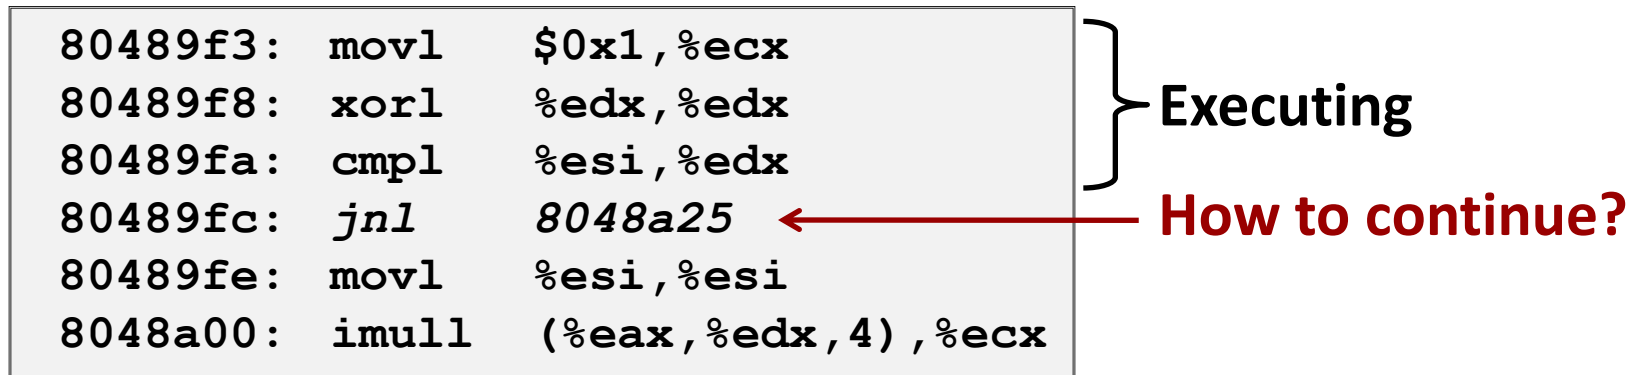 80489f3: movl $0x1,%ecx
80489f8: xorl %edx,%edx
80489fa: cmpl %esi,%edx
80489fc: jnl 8048a25
80489fe: movl %esi,%esi
8048a00: imull (%eax,%edx,4),%ecx
Executing
How to continue?